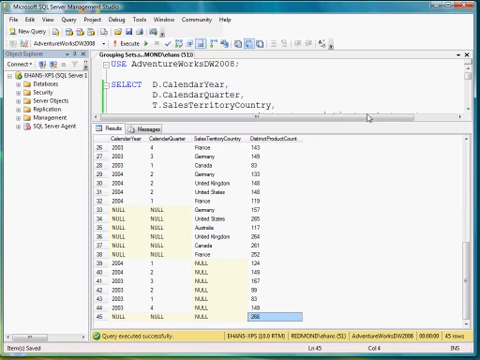 Microsoft SQL Server Management Studio
File Edit View Query Project Debug Tools Window Community Help
New Query
AdventureWorksDW2008 Execute
Object Explorer
Grouping Sets.s...MOND\ehans (51))
Connect
EHANS-XPS (SQL Server 1
Databases
Security
Server Objects
Replication
Management
SQL Server Agent
USE AdventureWorksDW2008;
SELECT D.CalendarYear,
D.CalendarQuarter,
T.SalesTerritoryCountry,
Results Messages
CalendarYear CalendarQuarter SalesTerritoryCountry DistinctProductCount
26 2003 4 France 143
27 2003 3 Germany 149
28 2003 1 Canada 83
29 2004 2 Germany 133
30 2004 2 United Kingdom 148
31 2004 2 United States 148
32 2004 1 France 119
33 NULL NULL Germany 157
34 NULL NULL United States 265
35 NULL NULL Australia 117
36 NULL NULL United Kingdom 264
37 NULL NULL Canada 261
38 NULL NULL France 252
39 2004 1 NULL 124
40 2004 2 NULL 149
41 2003 3 NULL 167
42 2003 2 NULL 99
43 2003 1 NULL 83
44 2003 4 NULL 149
45 NULL NULL NULL 266
Query executed successfully. EHANS-XPS (10.0 RTM) REDMOND\ehans (51) AdventureWorksDW2008 00:00:00 45 rows
Item(s) Saved Ln 45 Col 1 Ch 1 INS